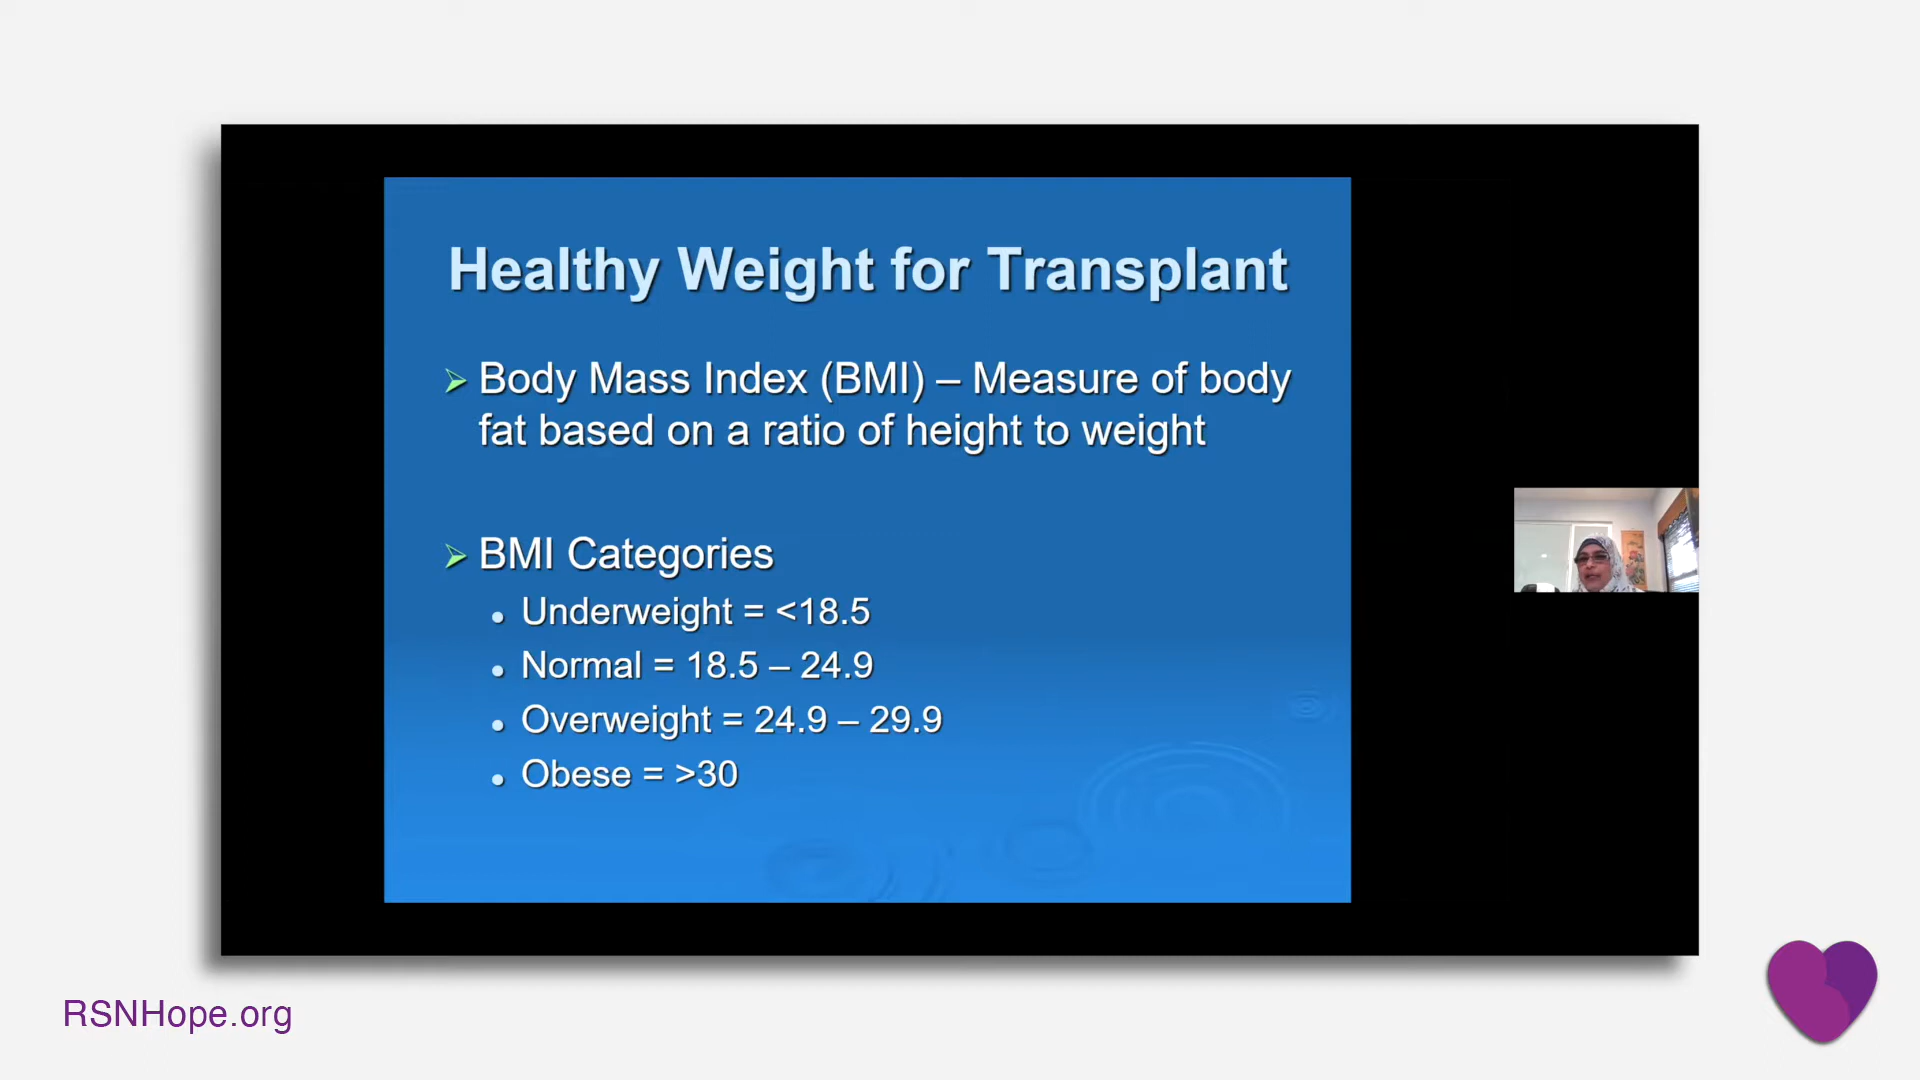 Healthy Weight for Transplant
Body Mass Index (BMI) – Measure of body
fat based on a ratio of height to weight
BMI Categories
Underweight = <18.5
Normal = 18.5 – 24.9
Overweight = 24.9 – 29.9
Obese = >30
RSNHope.org